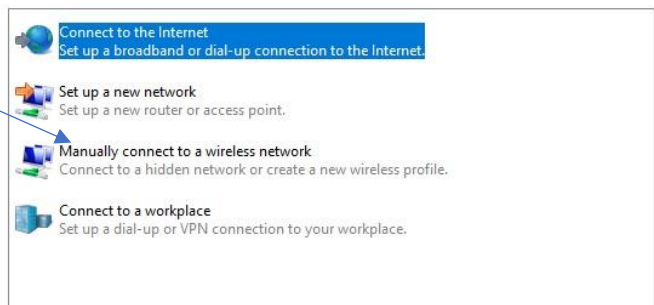 Connect to the Internet
Set up a broadband or dial-up connection to the Internet.
Set up a new network
Set up a new router or access point.
Manually connect to a wireless network
Connect to a hidden network or create a new wireless profile.
Connect to a workplace
Set up a dial-up or VPN connection to your workplace.